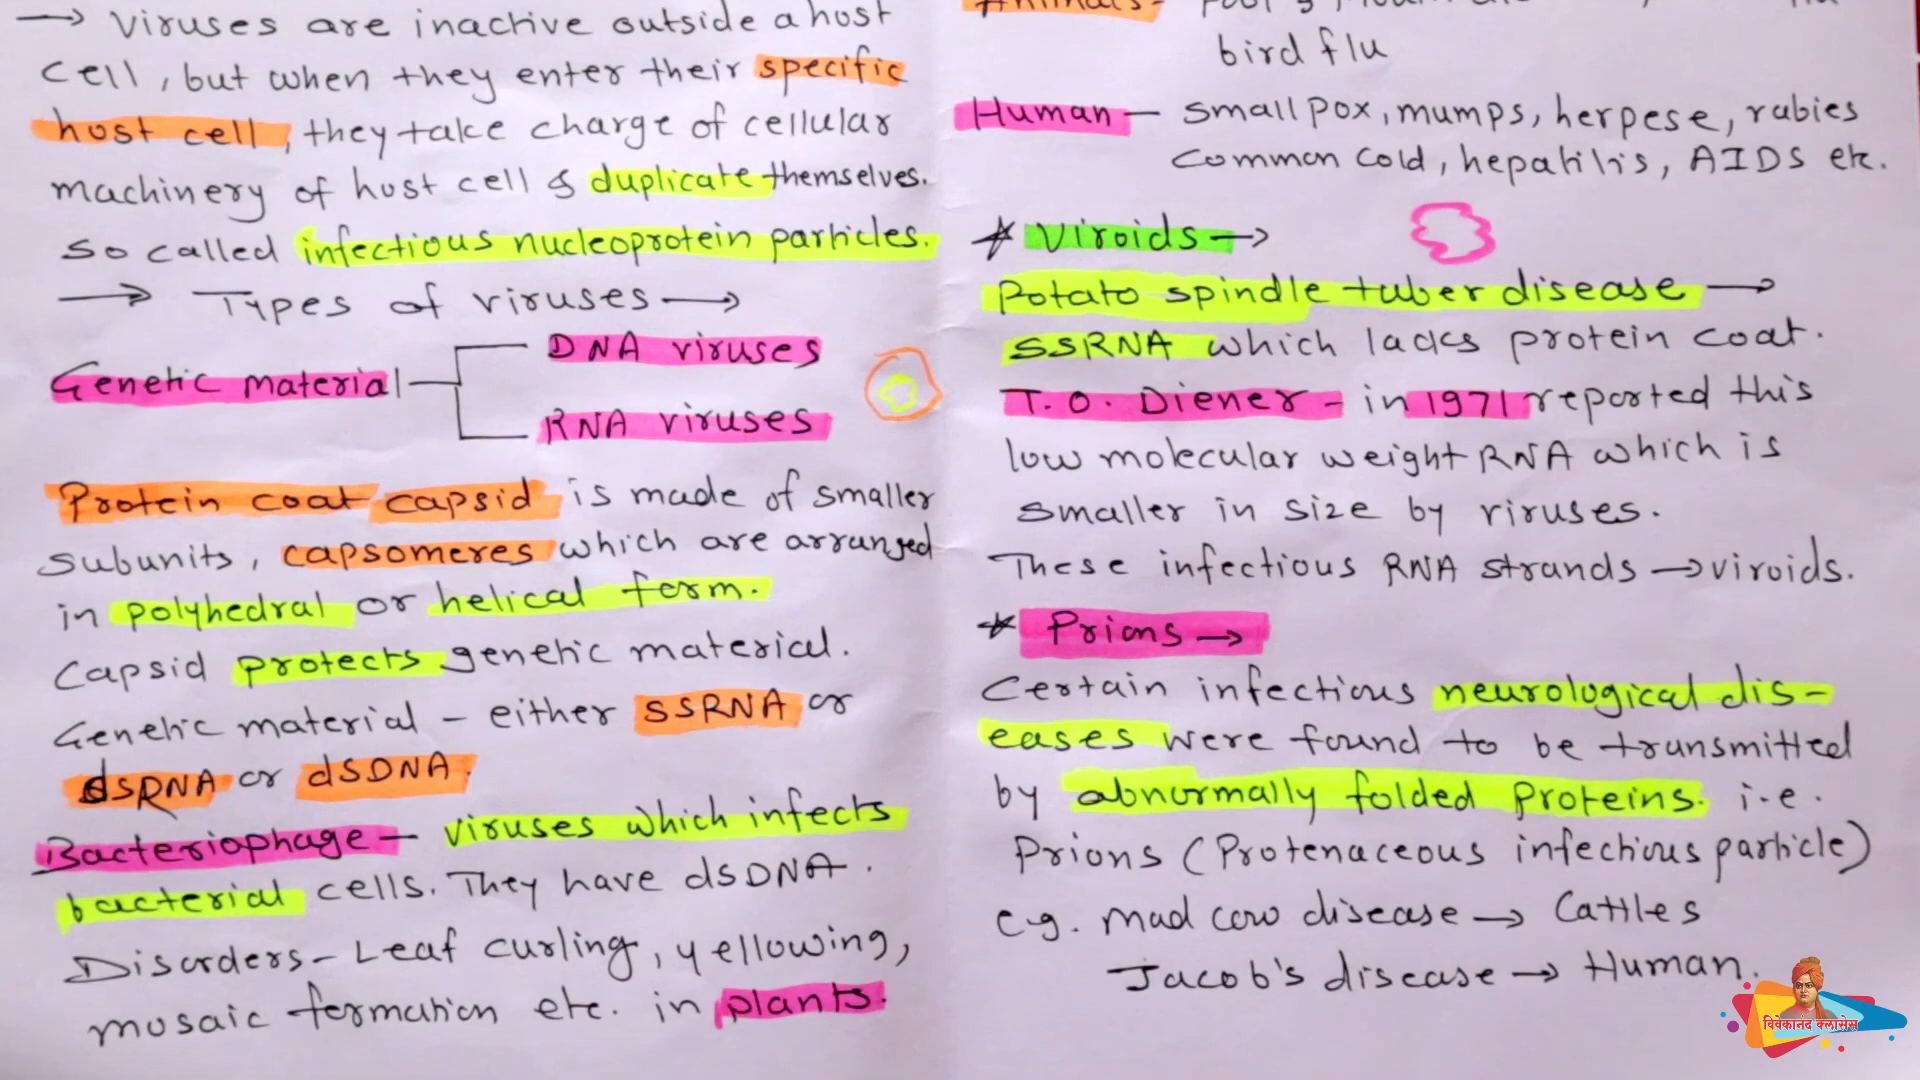 → Viruses are inactive outside a host
cell, but when they enter their specific
host cell, they take charge of cellular
machinery of host cell & duplicate themselves.
So called infectious nucleoprotein particles.
→ Types of viruses →
Genetic material
DNA viruses
RNA viruses
Protein coat capsid is made of smaller
subunits, capsomeres which are arranged
in polyhedral or helical form.
Capsid protects genetic material.
Genetic material - either SSRNA or
dsRNA or dSDNA.
Bacteriophage - viruses which infects
bacterial cells. They have dsDNA.
Disorders - Leaf curling, yellowing,
mosaic formation etc. in plants.
Animals -
bird flu
Human - Small Pox, mumps, herpese, rabies
Common Cold, hepatitis, AIDS etc.
* Viroids →
Potato spindle tuber disease →
SSRNA which lacks protein coat.
T.O. Diener - in 1971 reported this
low molecular weight RNA which is
smaller in size by viruses.
These infectious RNA strands → viroids.
* Prions →
Certain infectious neurological dis-
eases were found to be transmitted
by abnormally folded Proteins. i.e.
Prions (Protenaceous infectious particle)
e.g. mad cow disease → Cattles
Jacob's disease → Human.
विवेकानंद क्लासेस